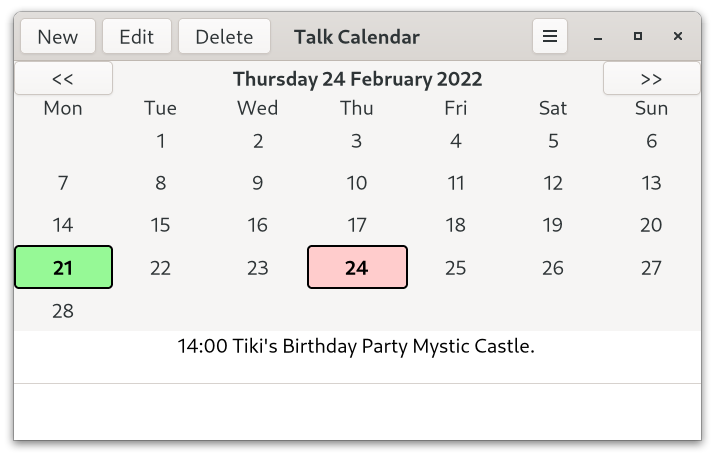 New Edit Delete Talk Calendar
<< Thursday 24 February 2022 >>
Mon Tue Wed Thu Fri Sat Sun
1 2 3 4 5 6
7 8 9 10 11 12 13
14 15 16 17 18 19 20
21 22 23 24 25 26 27
28
14:00 Tiki's Birthday Party Mystic Castle.